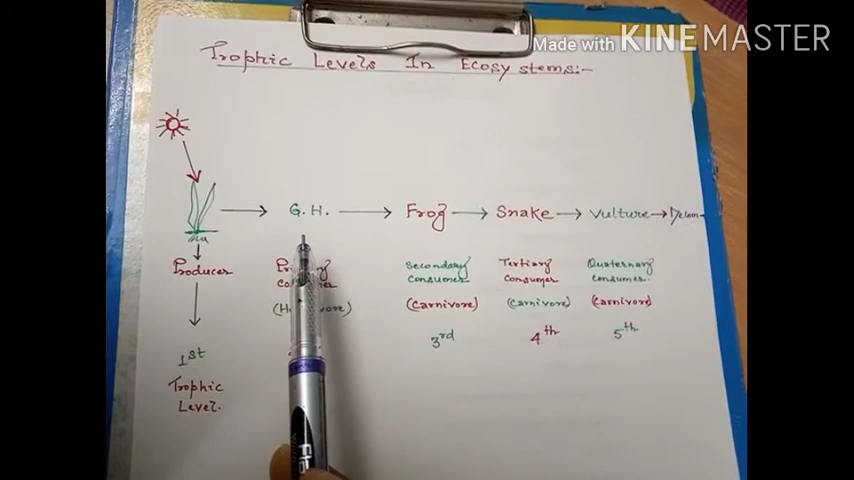 Made with KINEMASTER
Trophic Levels In Ecosystems:-
G.H. Frog Snake Vulture
Producer
Secondary Tertiary Quaternary
consumer consumer consumer.
(Carnivore) (Carnivore) (Carnivore)
3rd 4th 5th
1st
Trophic
Level.